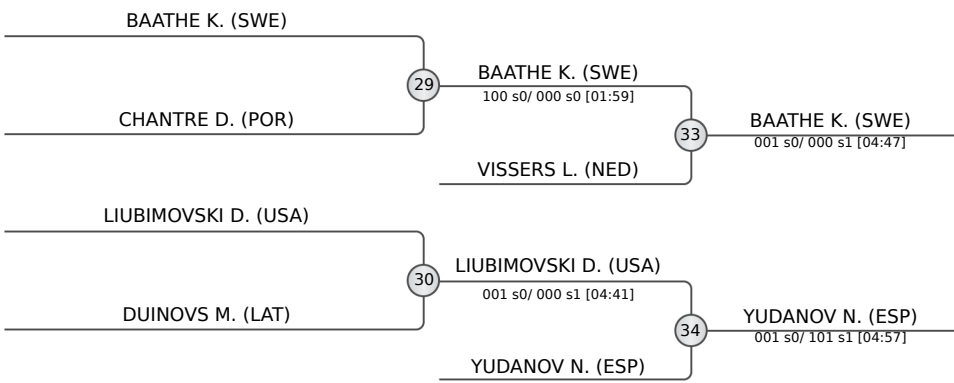 BAATHE K. (SWE)
29
BAATHE K. (SWE)
100 s0/ 000 s0 [01:59]
CHANTRE D. (POR)
33
BAATHE K. (SWE)
001 s0/ 000 s1 [04:47]
VISSERS L. (NED)
LIUBIMOVSKI D. (USA)
30
LIUBIMOVSKI D. (USA)
001 s0/ 000 s1 [04:41]
DUINOVS M. (LAT)
34
YUDANOV N. (ESP)
001 s0/ 101 s1 [04:57]
YUDANOV N. (ESP)